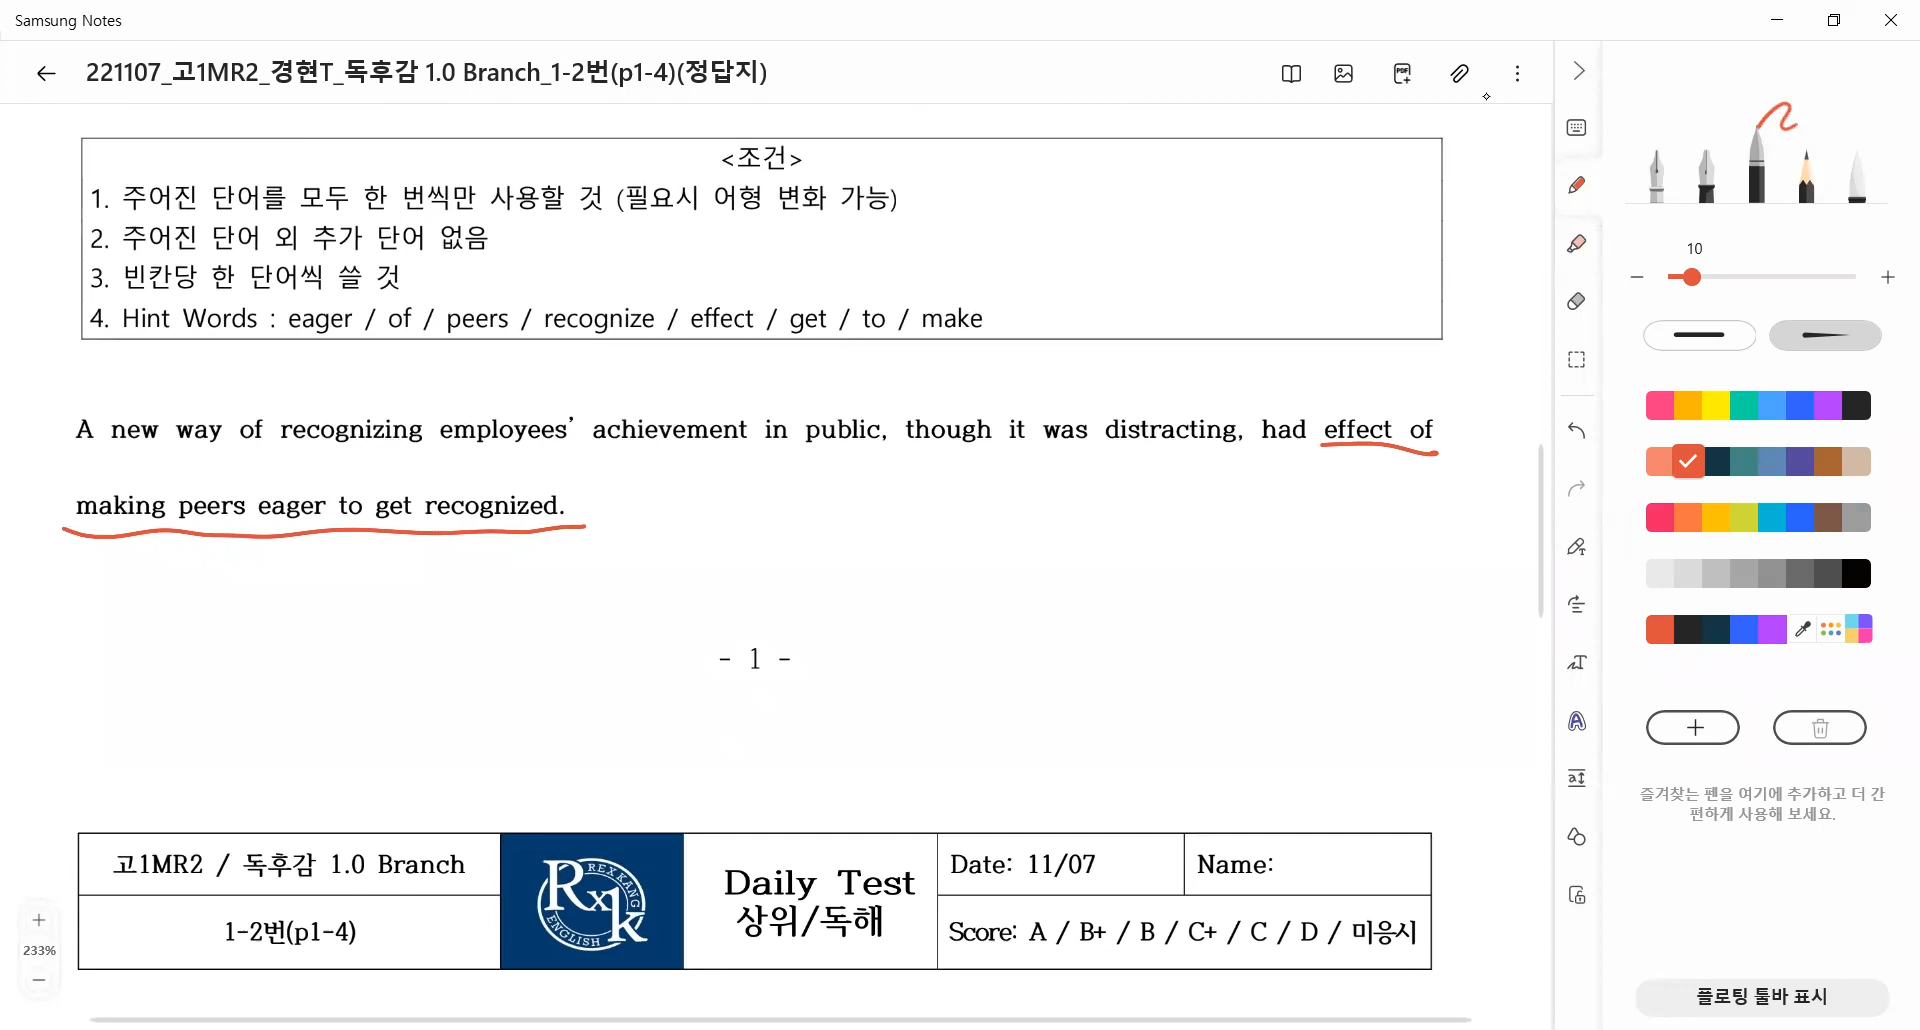 Samsung Notes
221107_고1MR2_경현T_독후감 1.0 Branch_1-2번(p1-4)(정답지)
PDF
<조건>
1. 주어진 단어를 모두 한 번씩만 사용할 것 (필요시 어형 변화 가능)
2. 주어진 단어 외 추가 단어 없음
3. 빈칸당 한 단어씩 쓸 것
4. Hint Words : eager / of / peers / recognize / effect / get / to / make
A new way of recognizing employees’ achievement in public, though it was distracting, had effect of
making peers eager to get recognized.
- 1 -
고1MR2 / 독후감 1.0 Branch
1-2번(p1-4)
REXKANG
RxK
ENGLISH
Daily Test
상위/독해
Date: 11/07
Name:
Score: A / B+ / B / C+ / C / D / 미응시
233%
10
즐겨찾는 펜을 여기에 추가하고 더 간
편하게 사용해 보세요.
플로팅 툴바 표시